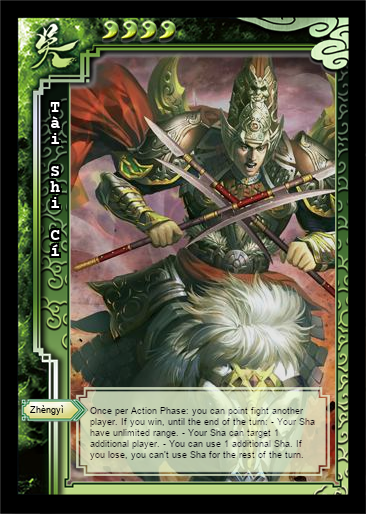 吴
Tài Shi Cí
Zhèngyì
Once per Action Phase: you can point fight another
player. If you win, until the end of the turn: - Your Sha
have unlimited range. - Your Sha can target 1
additional player. - You can use 1 additional Sha. If
you lose, you can't use Sha for the rest of the turn.